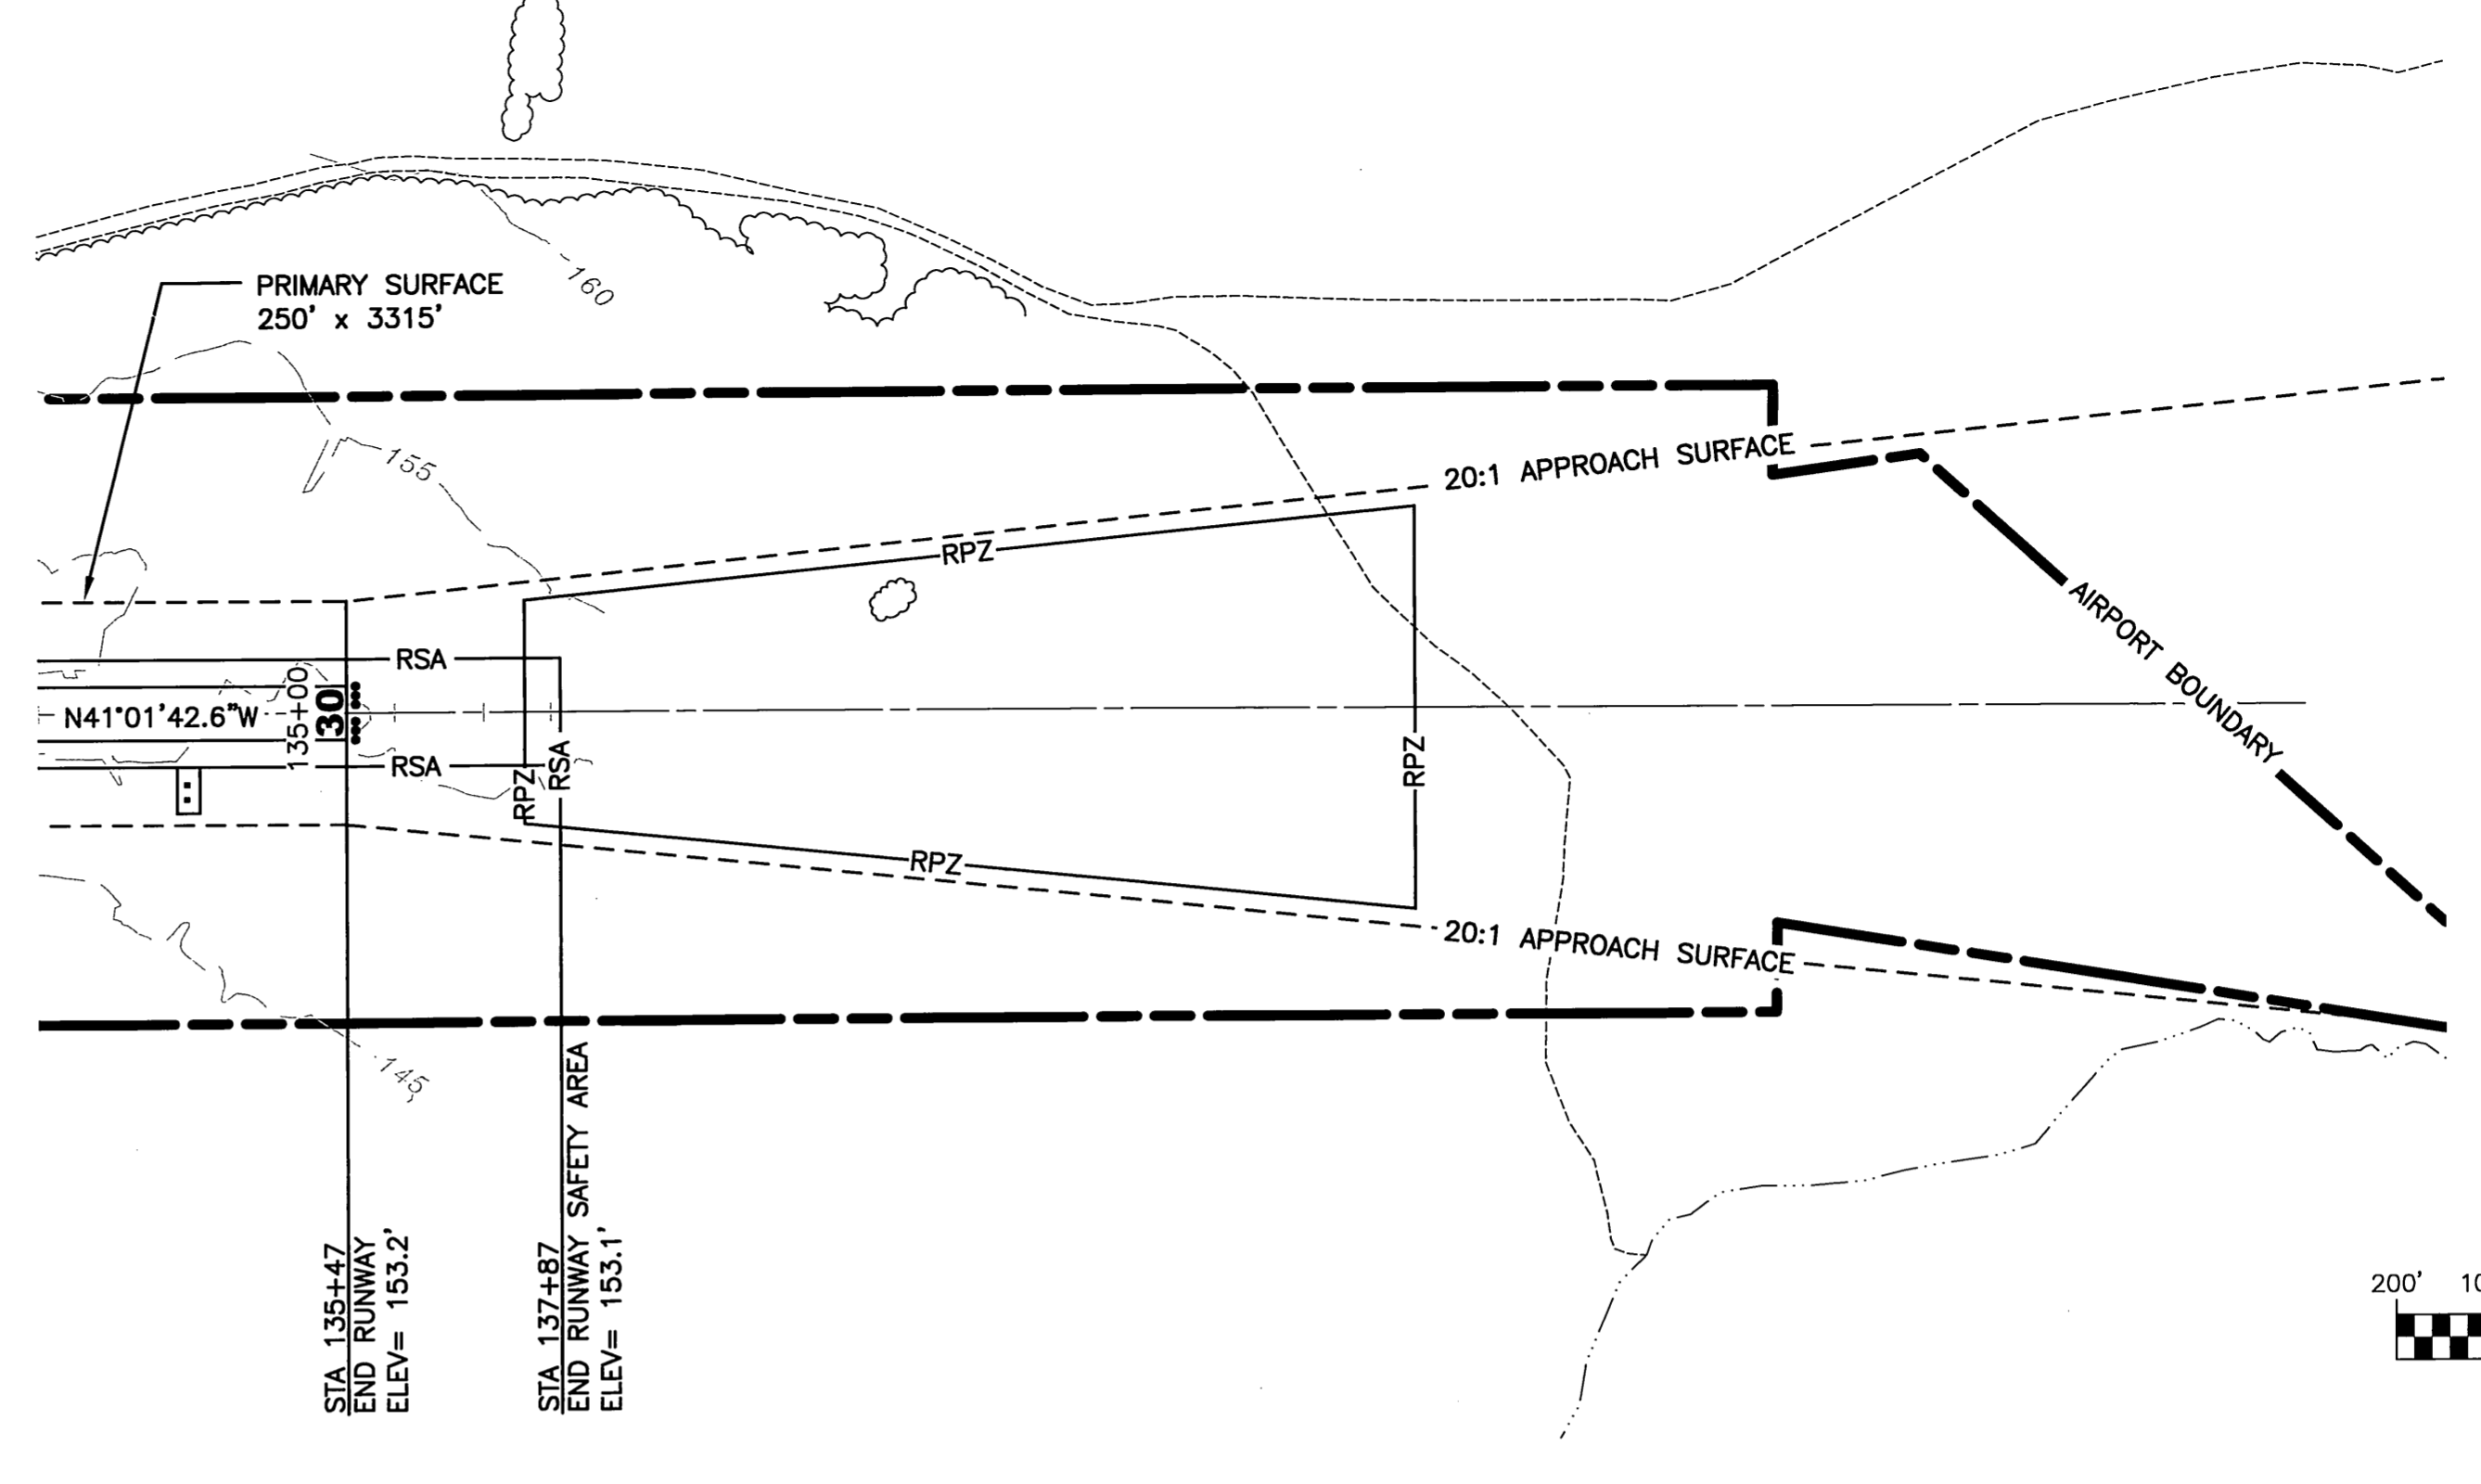 160
PRIMARY SURFACE
250' x 3315'
155
20:1 APPROACH SURFACE
RPZ
AIRPORT BOUNDARY
RSA
135+00
30
N41°01'42.6"W
RSA
RPZ
RSA
RPZ
RPZ
20:1 APPROACH SURFACE
145
STA 135+47
END RUNWAY
ELEV= 153.2'
STA 137+87
END RUNWAY SAFETY AREA
ELEV= 153.1'
200'